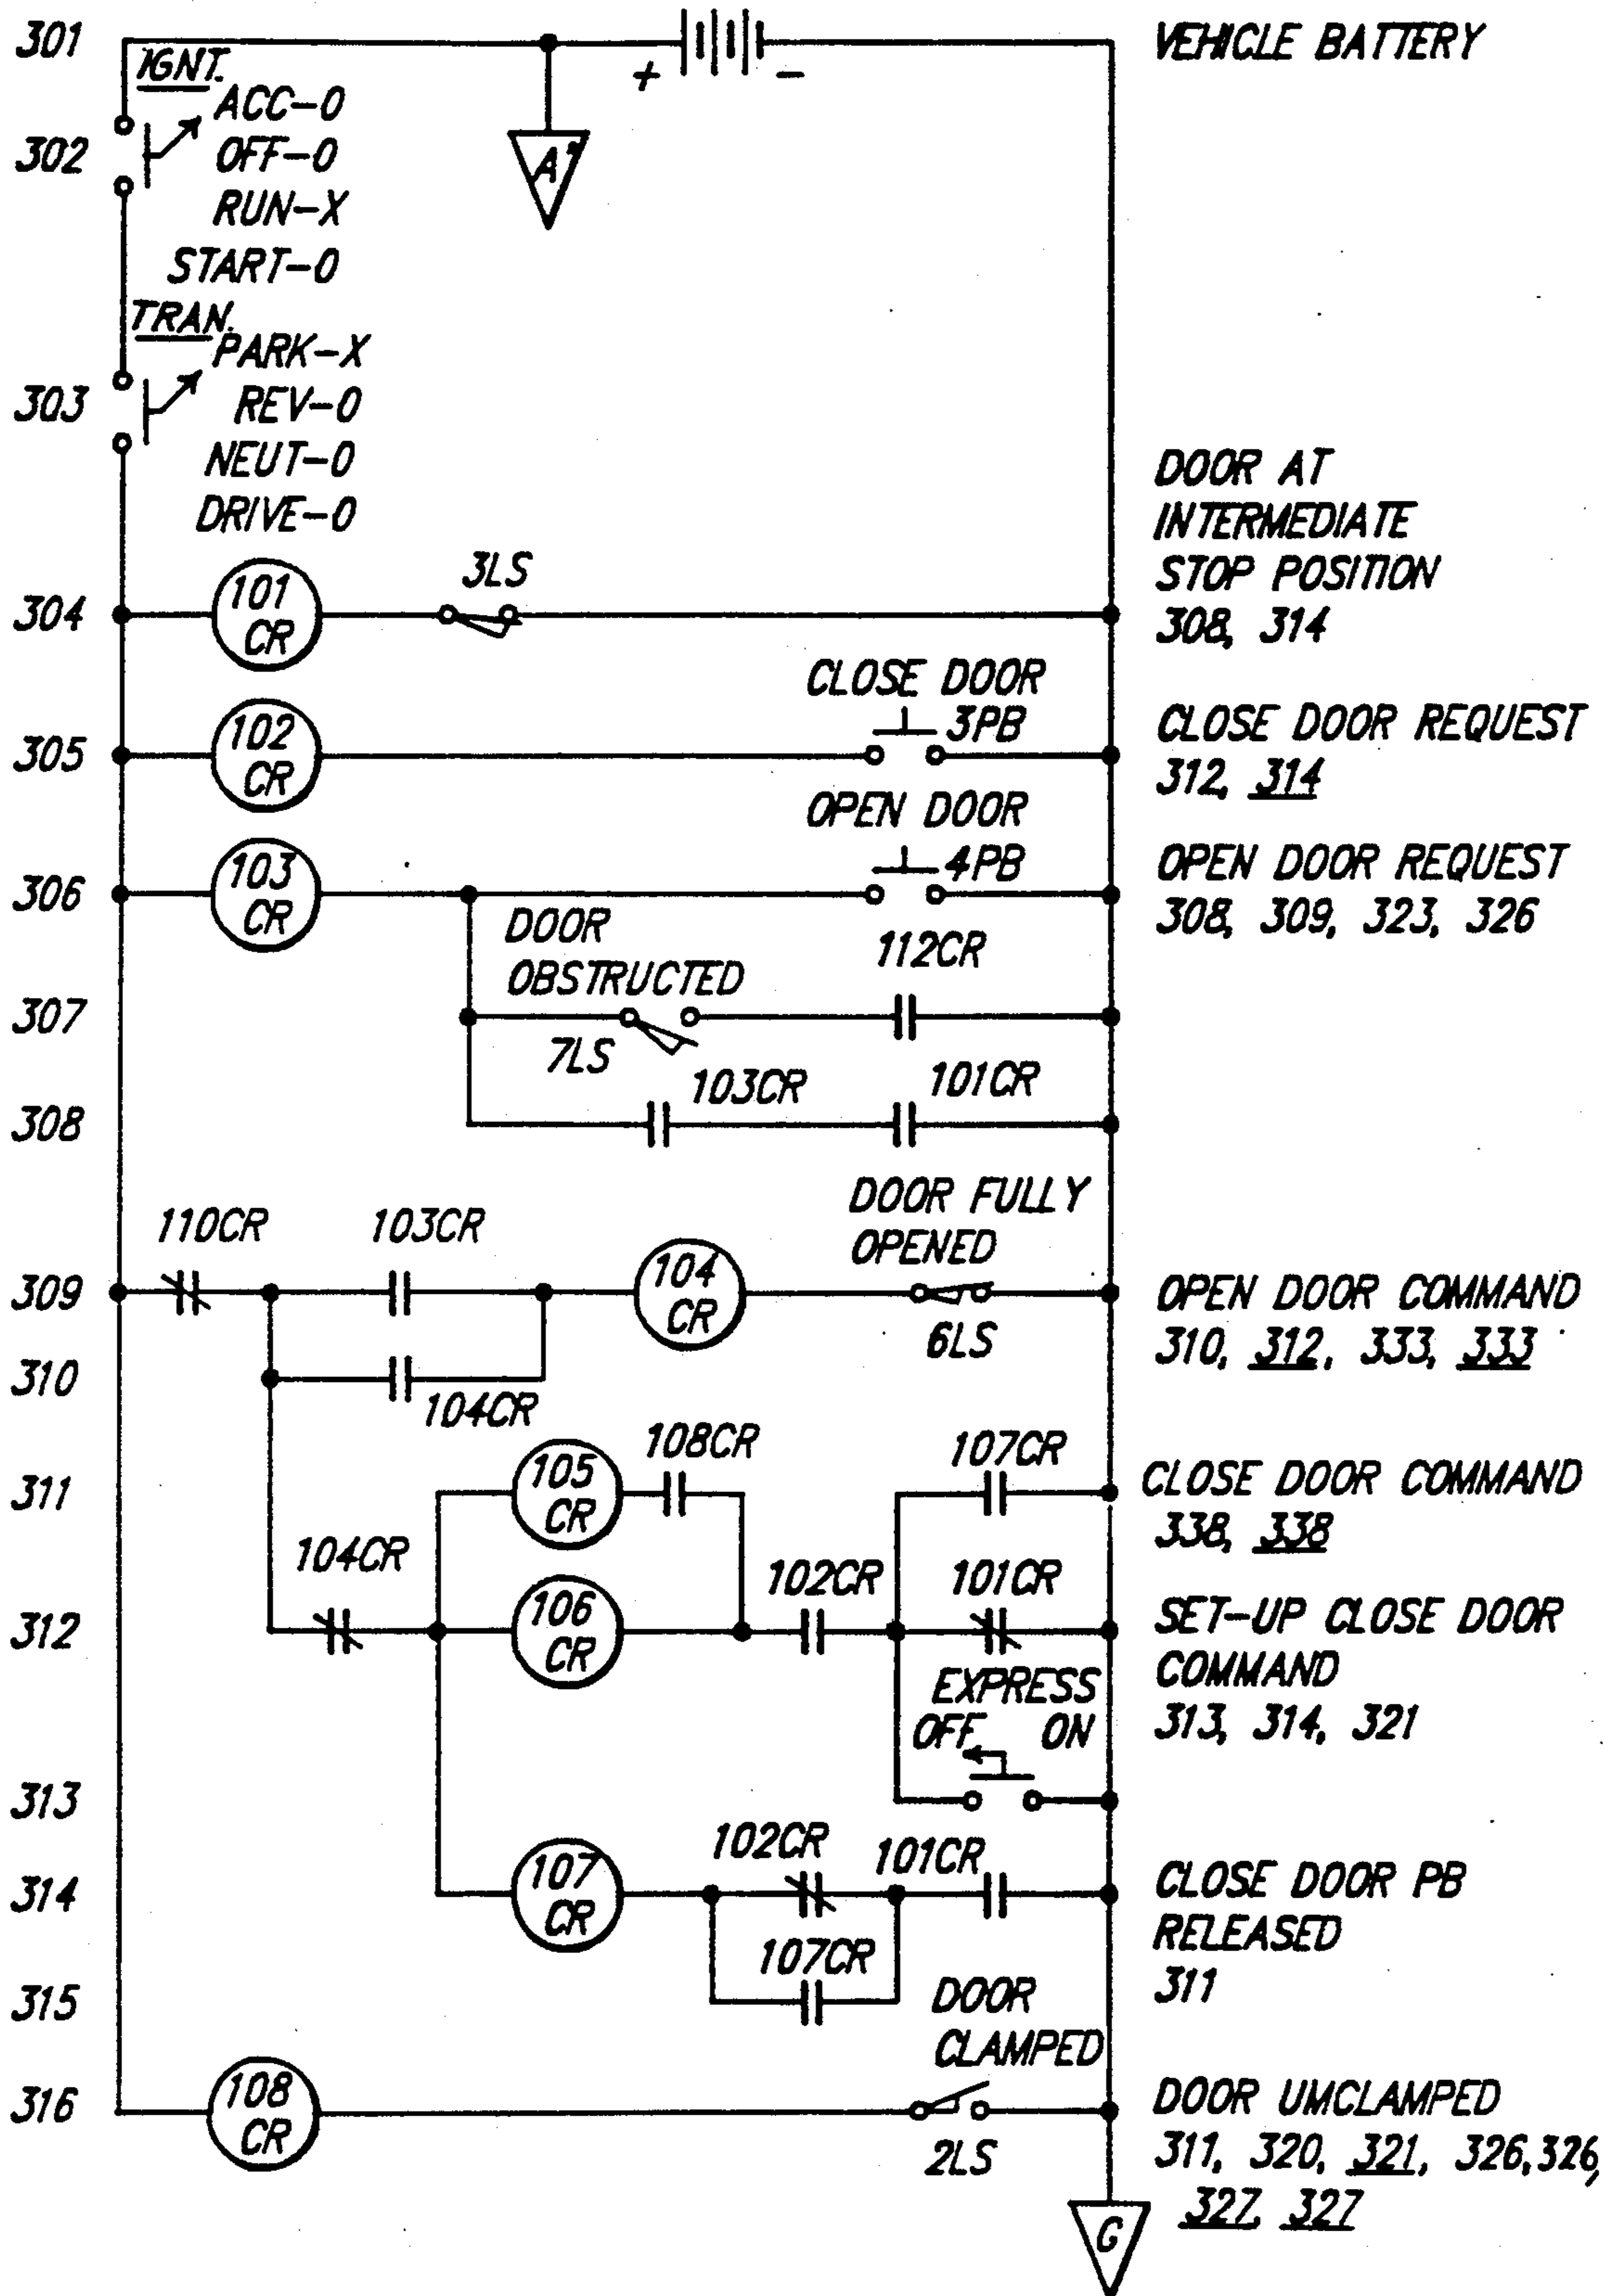 301
VEHICLE BATTERY
IGNT.
+ -
ACC-0
302
OFF-0
A'
RUN-X
START-0
TRAN.
PARK-X
303
REV-0
NEUT-0
DRIVE-0
DOOR AT
INTERMEDIATE
STOP POSITION
308, 314
304
101
CR
3LS
CLOSE DOOR
3PB
305
102
CR
CLOSE DOOR REQUEST
312, 314
OPEN DOOR
4PB
306
103
CR
OPEN DOOR REQUEST
308, 309, 323, 326
DOOR
OBSTRUCTED
112CR
307
7LS
103CR
101CR
308
DOOR FULLY
OPENED
110CR
103CR
309
104
CR
6LS
OPEN DOOR COMMAND
310, 312, 333, 333
310
104CR
108CR
107CR
311
105
CR
CLOSE DOOR COMMAND
338, 338
104CR
102CR
101CR
312
106
CR
SET-UP CLOSE DOOR
COMMAND
313, 314, 321
EXPRESS
OFF ON
313
102CR
101CR
314
107
CR
CLOSE DOOR PB
RELEASED
311
107CR
315
DOOR
CLAMPED
316
108
CR
2LS
DOOR UMCLAMPED
311, 320, 321, 326, 326,
327, 327
G